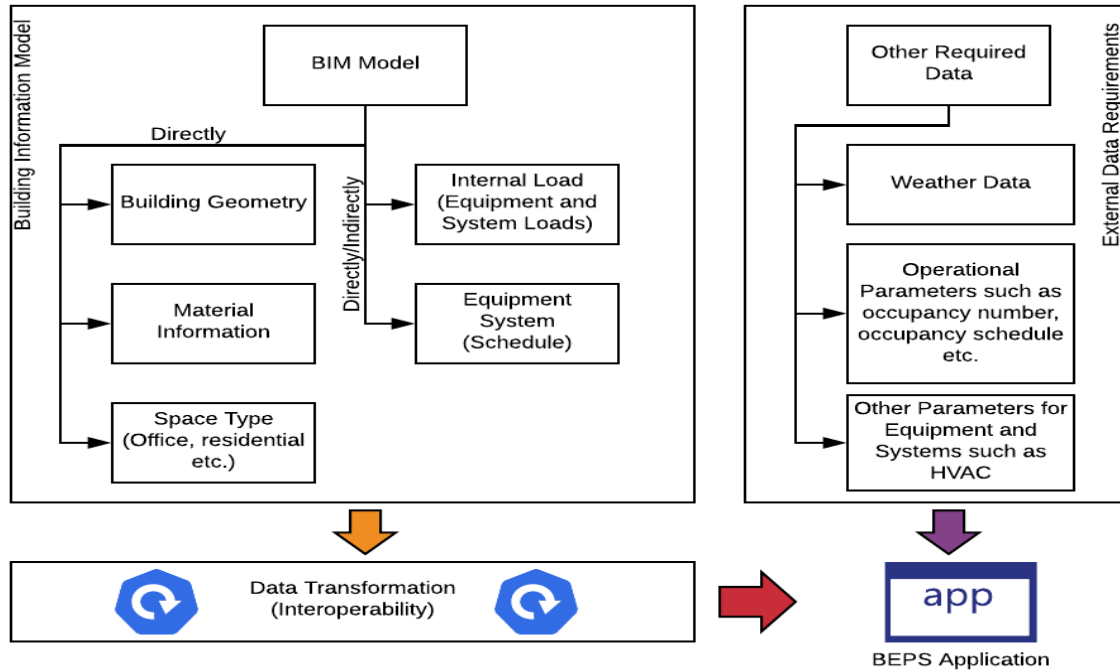 Building Information Model
BIM Model
Directly
Directly/Indirectly
Building Geometry
Material
Information
Space Type
(Office, residential
etc.)
Internal Load
(Equipment and
System Loads)
Equipment
System
(Schedule)
External Data Requirements
Other Required
Data
Weather Data
Operational
Parameters such as
occupancy number,
occupancy schedule
etc.
Other Parameters for
Equipment and
Systems such as
HVAC
Data Transformation
(Interoperability)
app
BEPS Application